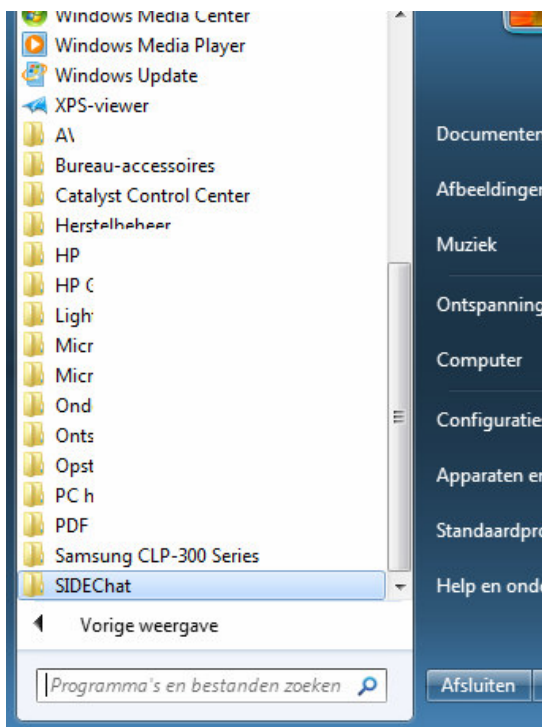 Windows Media Center
Windows Media Player
Windows Update
XPS-viewer
A\
Bureau-accessoires
Catalyst Control Center
Herstelbeheer
HP
HP
Ligh
Micr
Micr
Ond
Onts
Opst
PC h
PDF
Samsung CLP-300 Series
SIDEChat
Vorige weergave
Programma's en bestanden zoeken
Documenten
Afbeeldingen
Muziek
Ontspanning
Computer
Configuratie
Apparaten e
Standaardpro
Help en ond
Afsluiten